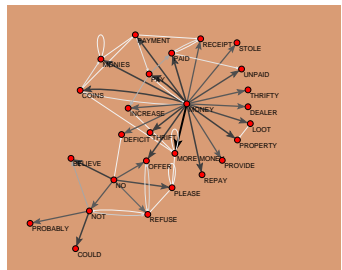 PAYMENT
RECEIPT
STOLE
PAID
MONIES
UNPAID
PAY
COINS
THRIFTY
MONEY
INCREASE
DEALER
LOOT
DEFICIT
THRIFT
PROPERTY
MORE MONEY
BELIEVE
OFFER
PROVIDE
REPAY
NO
PLEASE
NOT
REFUSE
PROBABLY
COULD